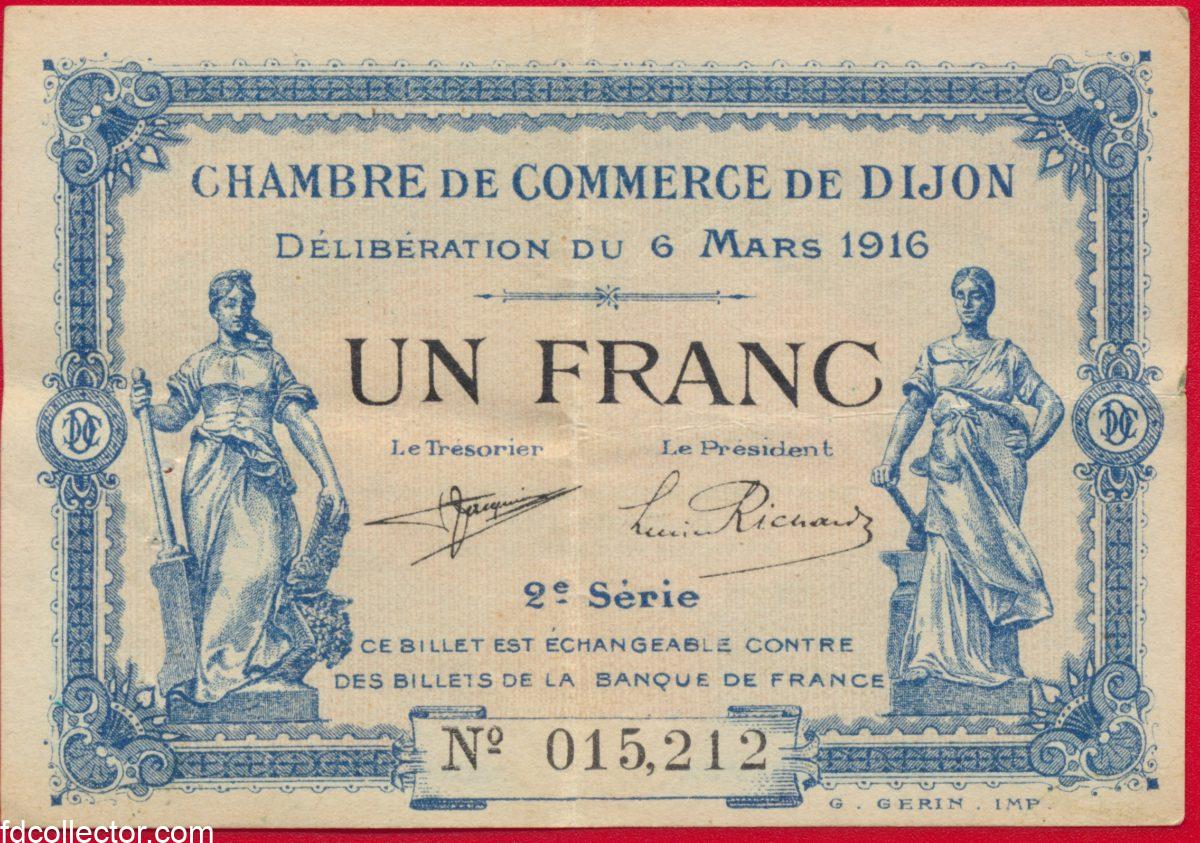 CHAMBRE DE COMMERCE DE DIJON
DÉLIBÉRATION DU 6 MARS 1916
UN FRANC
Le Trésorier Le Président
Richard
2e Série
CE BILLET EST ÉCHANGEABLE CONTRE
DES BILLETS DE LA BANQUE DE FRANCE
Nº 015,212
G. GERIN. IMP.
fdcollector.com